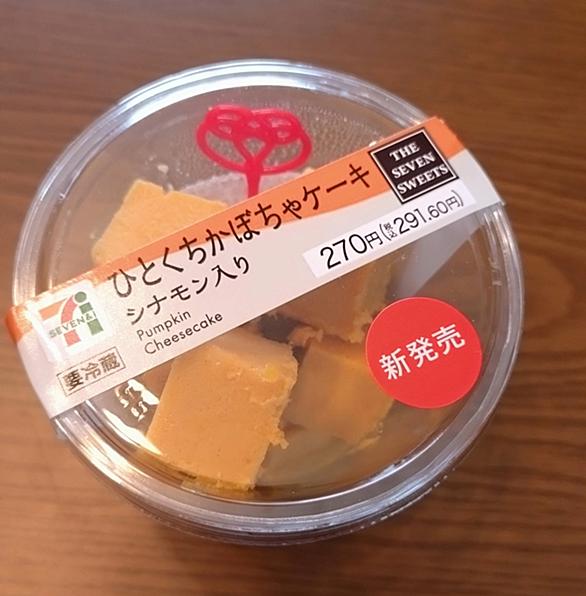 THE
SEVEN
SWEETS
ひとくちかぼちゃケーキ
シナモン入り
270円(税込291.60円)
Pumpkin
Cheesecake
7
SEVEN&i
要冷蔵
新発売